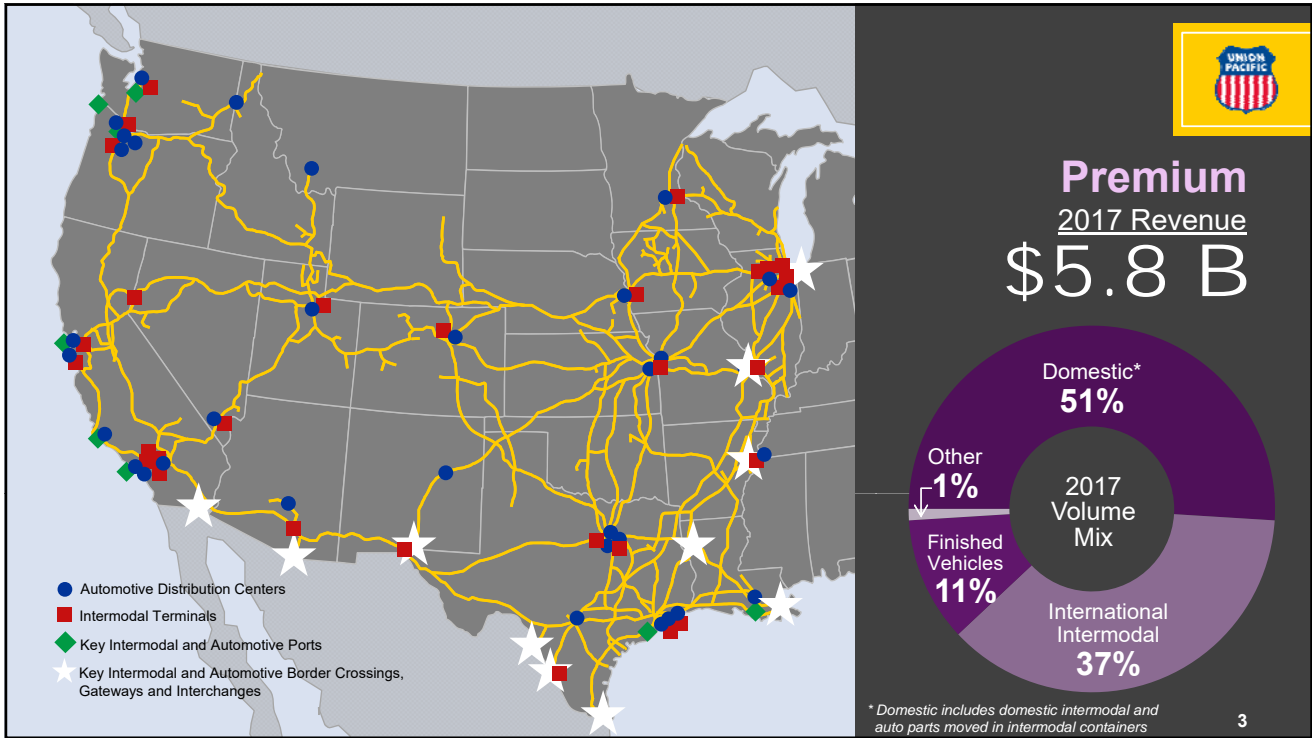 Automotive Distribution Centers
Intermodal Terminals
Key Intermodal and Automotive Ports
Key Intermodal and Automotive Border Crossings,
Gateways and Interchanges
UNION
PACIFIC
Premium
2017 Revenue
$5.8 B
Domestic*
51%
Other
1%
Finished
Vehicles
11%
International
Intermodal
37%
2017
Volume
Mix
* Domestic includes domestic intermodal and
auto parts moved in intermodal containers
3